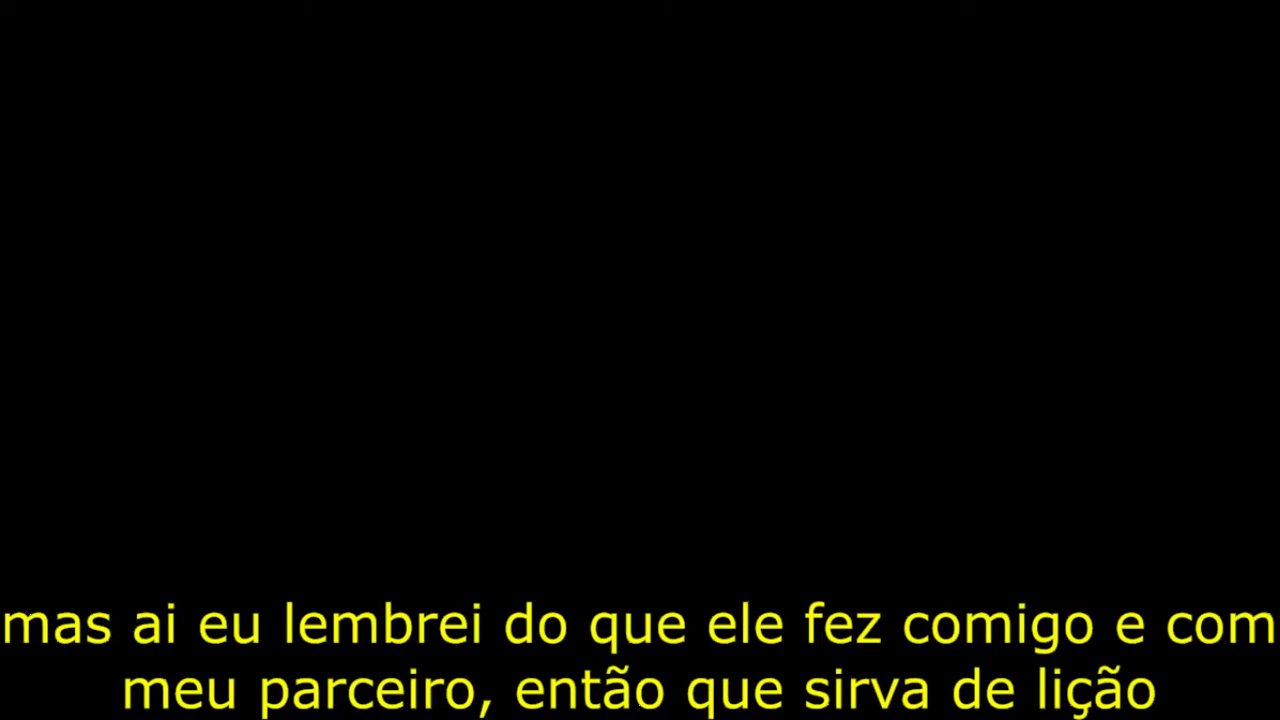 mas ai eu lembrei do que ele fez comigo e com
meu parceiro, então que sirva de lição